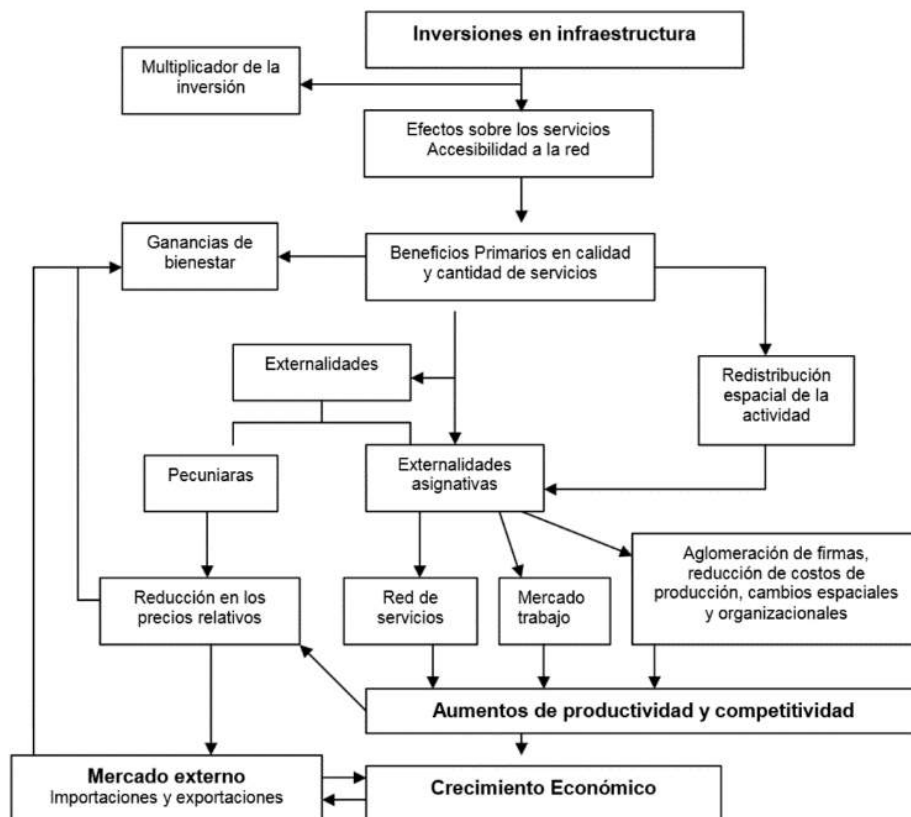 Inversiones en infraestructura
Multiplicador de la
inversión
Efectos sobre los servicios
Accesibilidad a la red
Ganancias de
bienestar
Beneficios Primarios en calidad
y cantidad de servicios
Externalidades
Redistribución
espacial de la
actividad
Pecuniaras
Externalidades
asignativas
Aglomeración de firmas,
reducción de costos de
producción, cambios espaciales
y organizacionales
Reducción en los
precios relativos
Red de
servicios
Mercado
trabajo
Aumentos de productividad y competitividad
Mercado externo
Importaciones y exportaciones
Crecimiento Económico